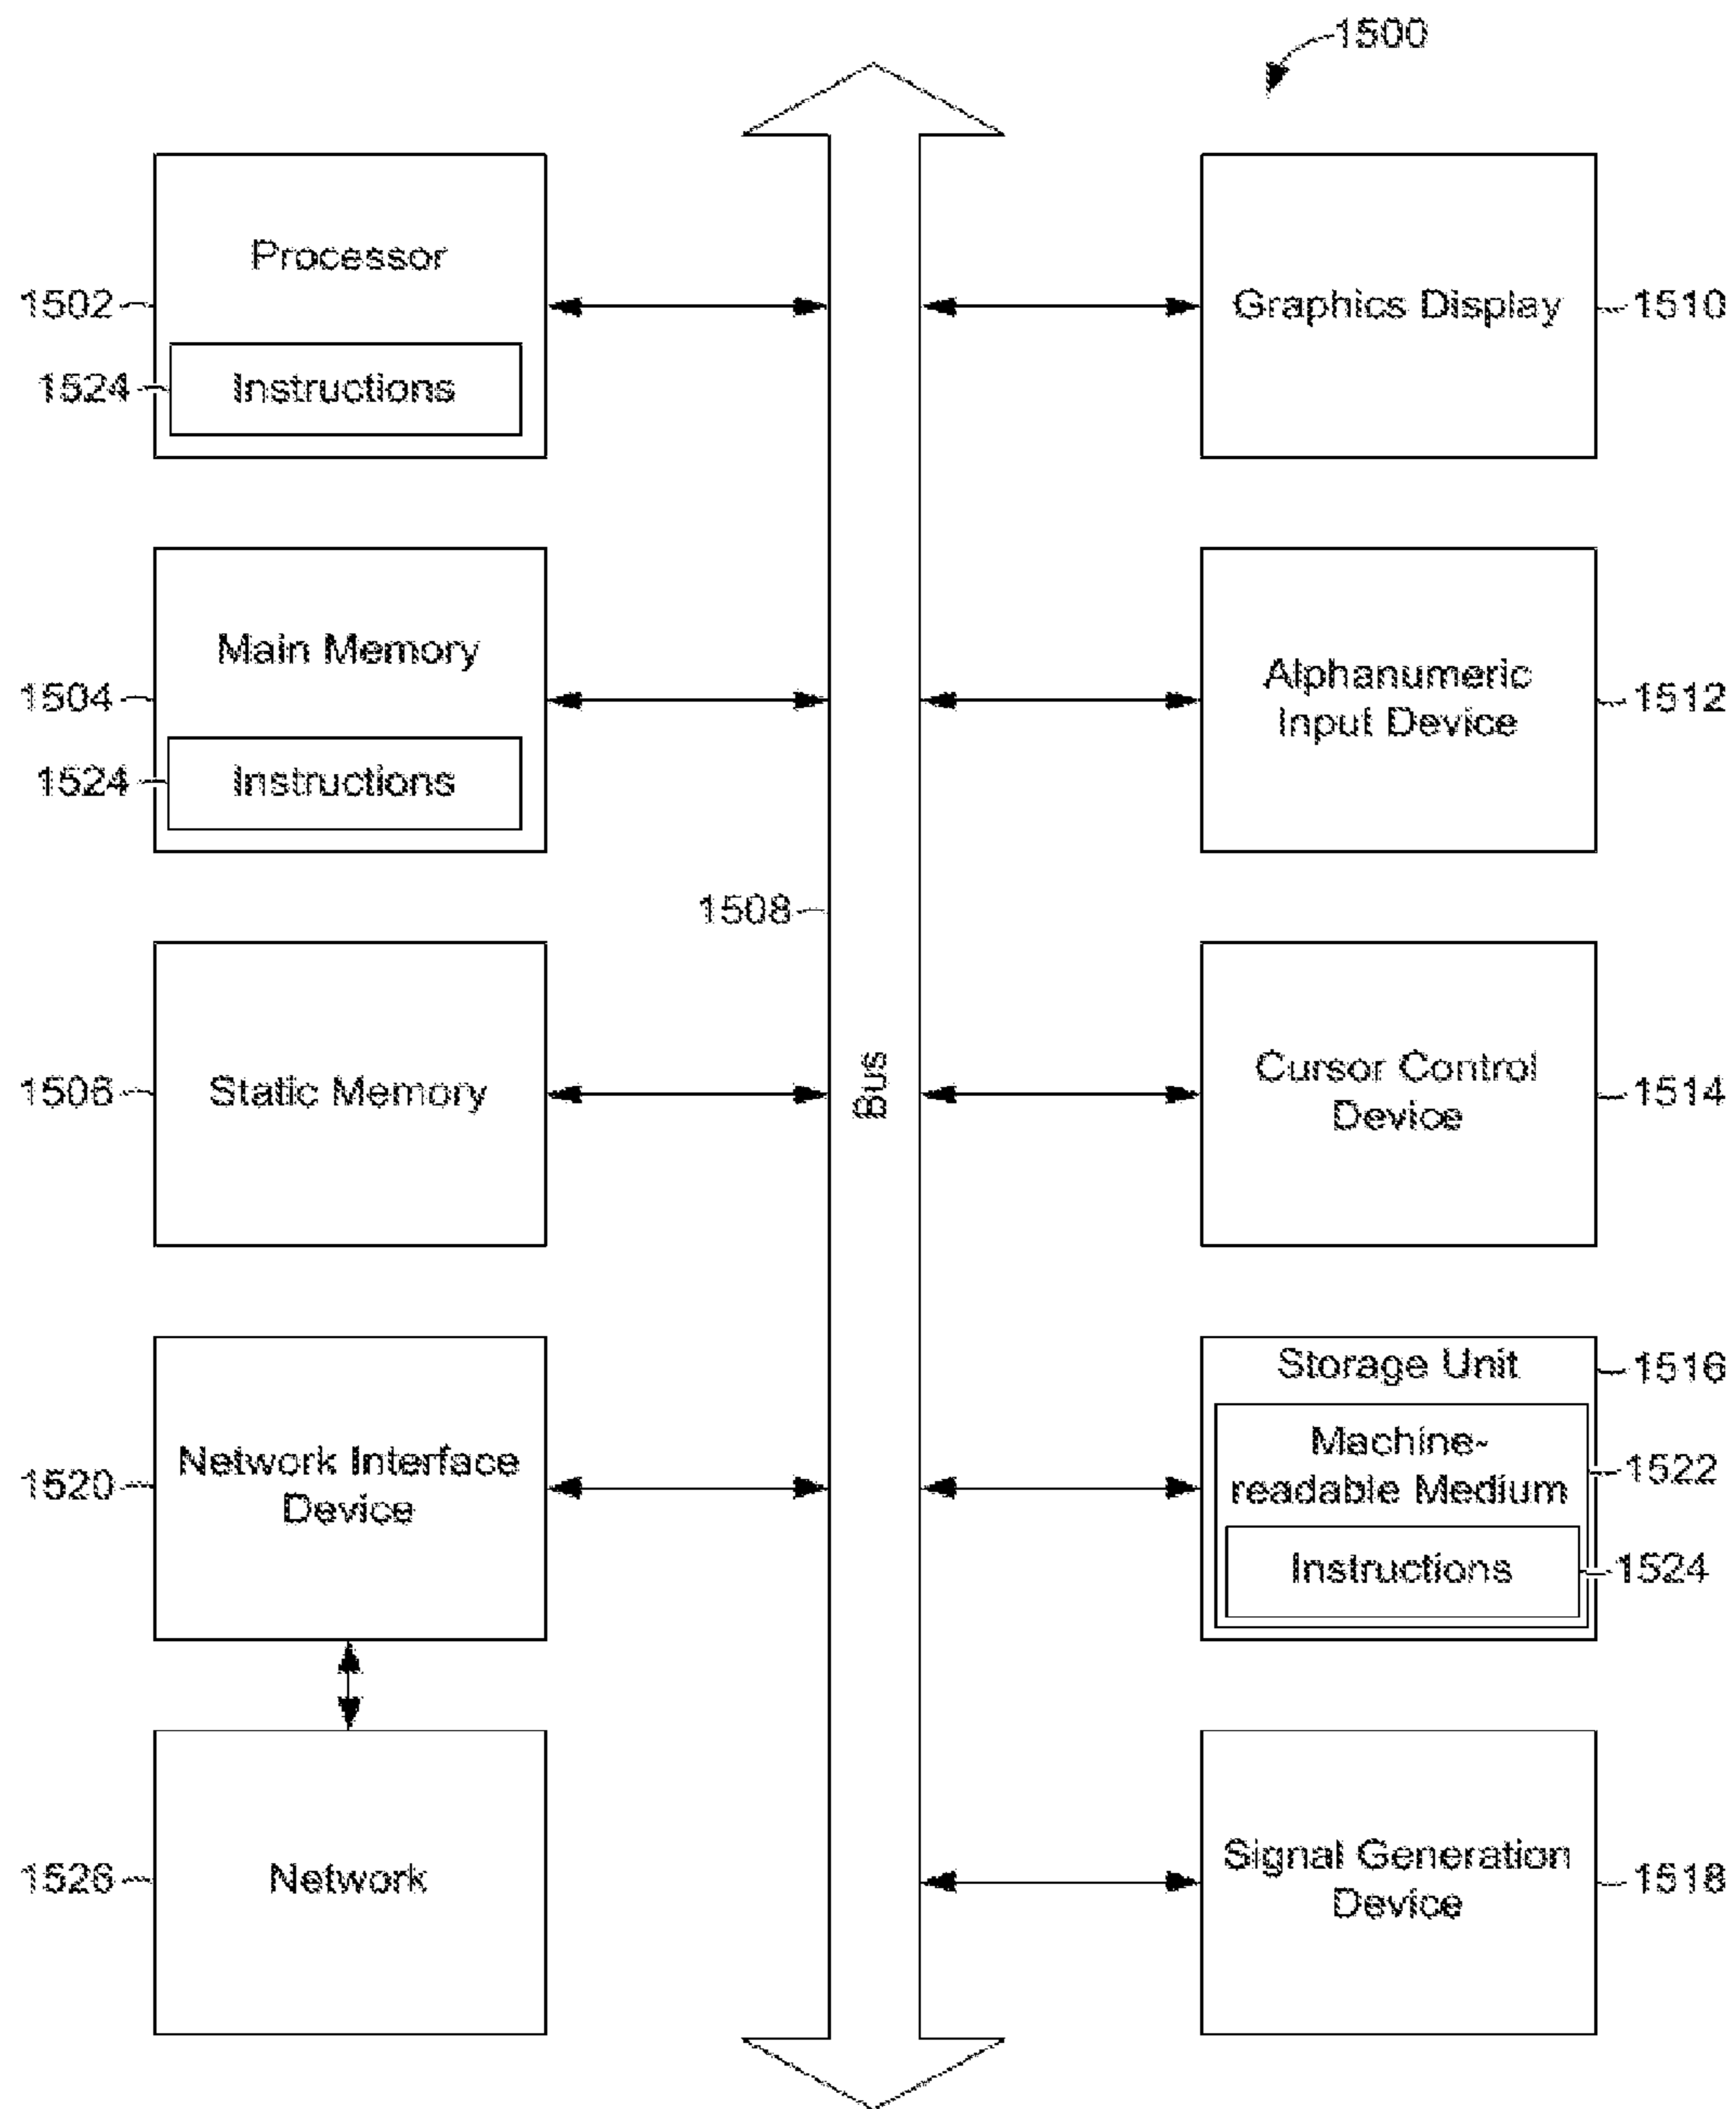 1500
Processor
1502
1524
Instructions
Graphics Display
1510
Main Memory
1504
1524
Instructions
Alphanumeric
Input Device
1512
1508
Bus
Static Memory
1506
Cursor Control
Device
1514
Network Interface
Device
1520
Storage Unit
1516
Machine-
readable Medium
1522
Instructions
1524
Network
1526
Signal Generation
Device
1518